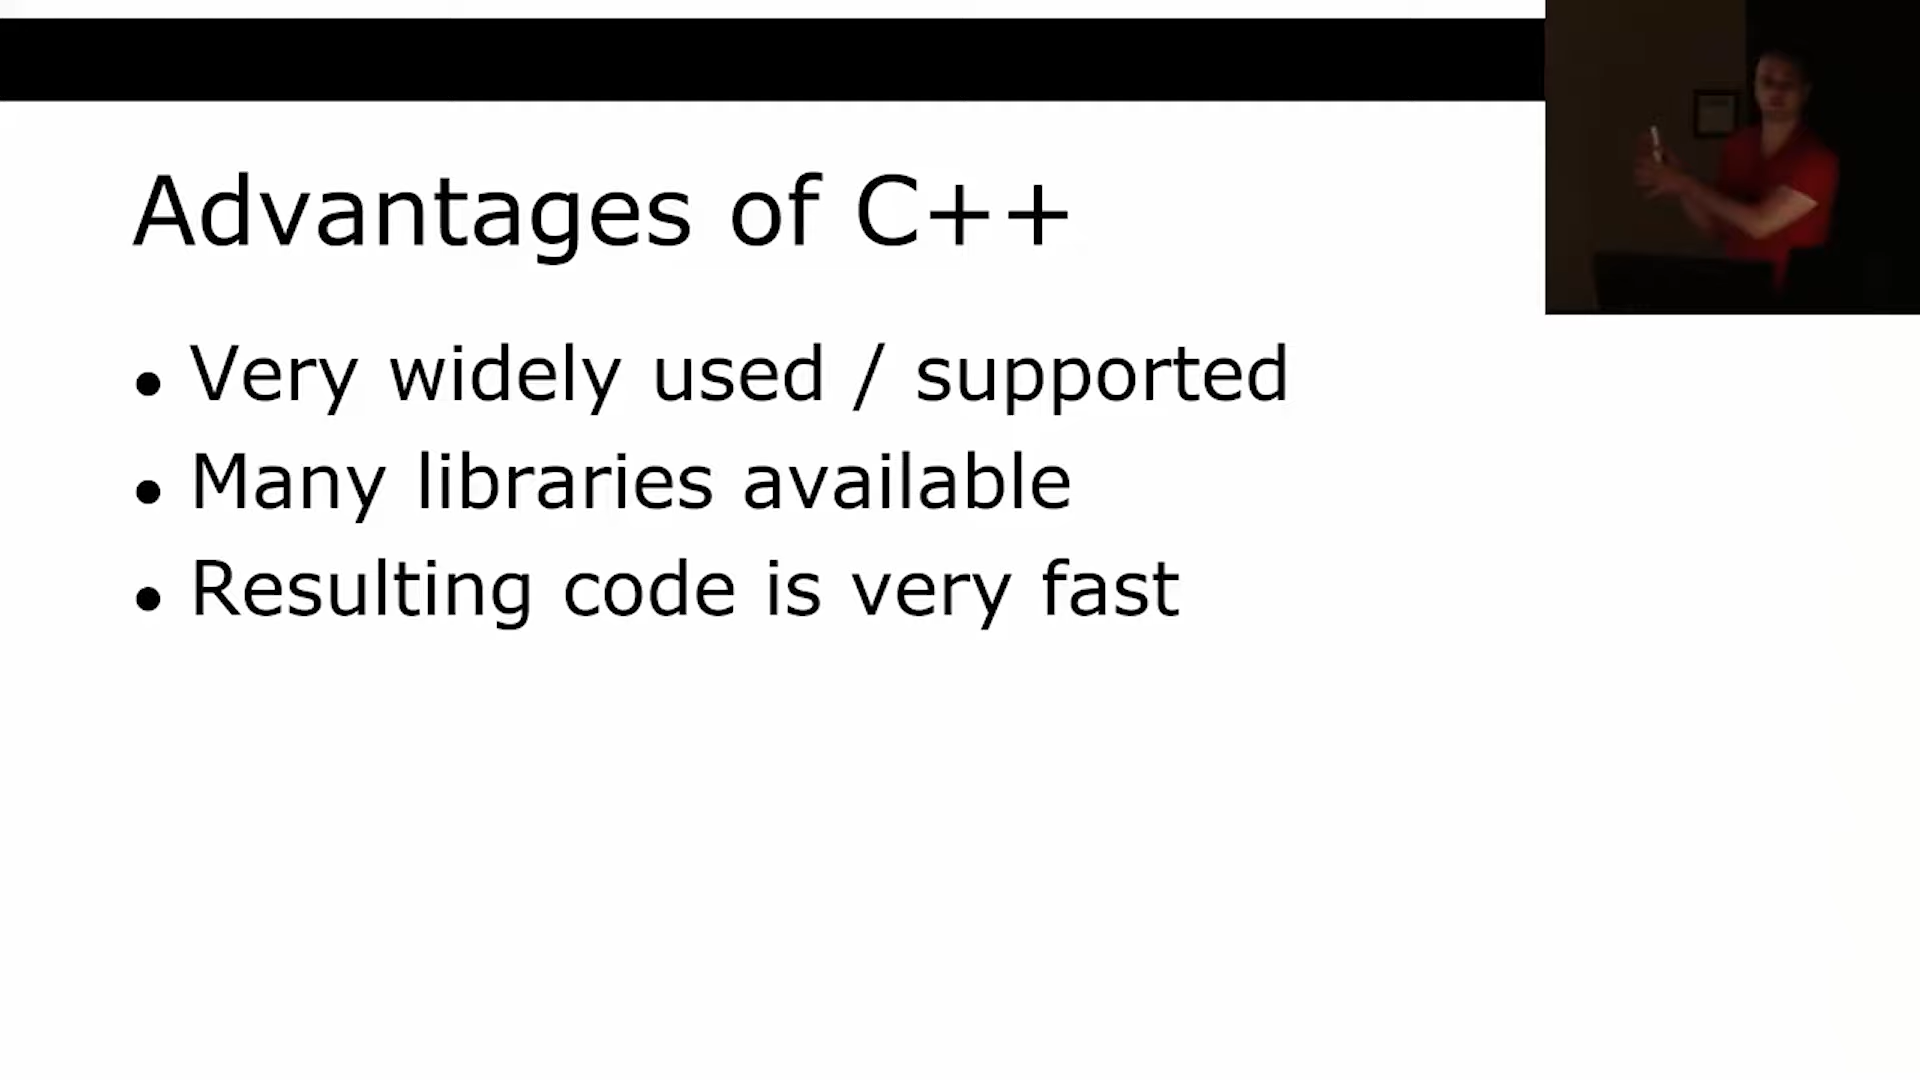 Advantages of C++
• Very widely used / supported
• Many libraries available
• Resulting code is very fast